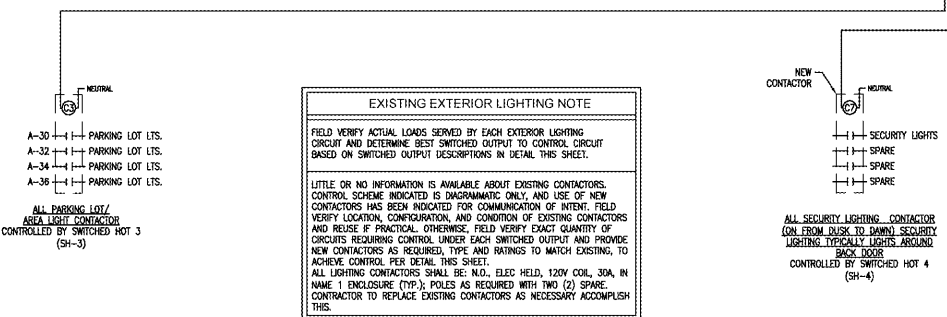 NEUTRAL
C3
A-30 PARKING LOT LTS.
A-32 PARKING LOT LTS.
A-34 PARKING LOT LTS.
A-36 PARKING LOT LTS.
ALL PARKING LOT/
AREA LIGHT CONTACTOR
CONTROLLED BY SWITCHED HOT 3
(SH-3)
EXISTING EXTERIOR LIGHTING NOTE
FIELD VERIFY ACTUAL LOADS SERVED BY EACH EXTERIOR LIGHTING
CIRCUIT AND DETERMINE BEST SWITCHED OUTPUT TO CONTROL CIRCUIT
BASED ON SWITCHED OUTPUT DESCRIPTIONS IN DETAIL THIS SHEET.
LITTLE OR NO INFORMATION IS AVAILABLE ABOUT EXISTING CONTACTORS.
CONTROL SCHEME INDICATED IS DIAGRAMMATIC ONLY, AND USE OF NEW
CONTACTORS HAS BEEN INDICATED FOR COMMUNICATION OF INTENT. FIELD
VERIFY LOCATION, CONFIGURATION, AND CONDITION OF EXISTING CONTACTORS
AND REUSE IF PRACTICAL. OTHERWISE, FIELD VERIFY EXACT QUANTITY OF
CIRCUITS REQUIRING CONTROL UNDER EACH SWITCHED OUTPUT AND PROVIDE
NEW CONTACTORS AS REQUIRED, TYPE AND RATINGS TO MATCH EXISTING, TO
ACHIEVE CONTROL PER DETAIL THIS SHEET.
ALL LIGHTING CONTACTORS SHALL BE: N.O., ELEC HELD, 120V COIL, 30A, IN
NAME 1 ENCLOSURE (TYP.); POLES AS REQUIRED WITH TWO (2) SPARE.
CONTRACTOR TO REPLACE EXISTING CONTACTORS AS NECESSARY ACCOMPLISH
THIS.
NEW
CONTACTOR
NEUTRAL
C7
SECURITY LIGHTS
SPARE
SPARE
SPARE
ALL SECURITY LIGHTING CONTACTOR
(ON FROM DUSK TO DAWN) SECURITY
LIGHTING TYPICALLY LIGHTS AROUND
BACK DOOR
CONTROLLED BY SWITCHED HOT 4
(SH-4)